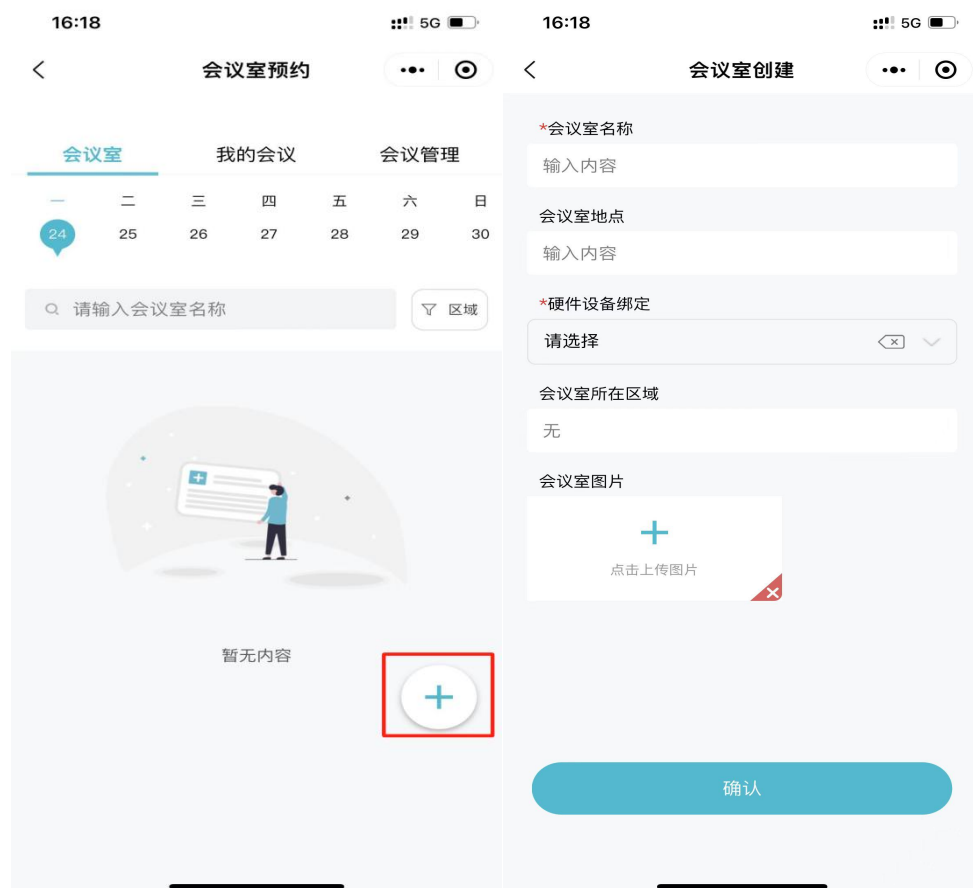 16:18
5G
会议室预约
会议室 我的会议 会议管理
一 二 三 四 五 六 日
24 25 26 27 28 29 30
请输入会议室名称
区域
暂无内容
16:18
5G
会议室创建
*会议室名称
输入内容
会议室地点
输入内容
*硬件设备绑定
请选择
会议室所在区域
无
会议室图片
点击上传图片
确认